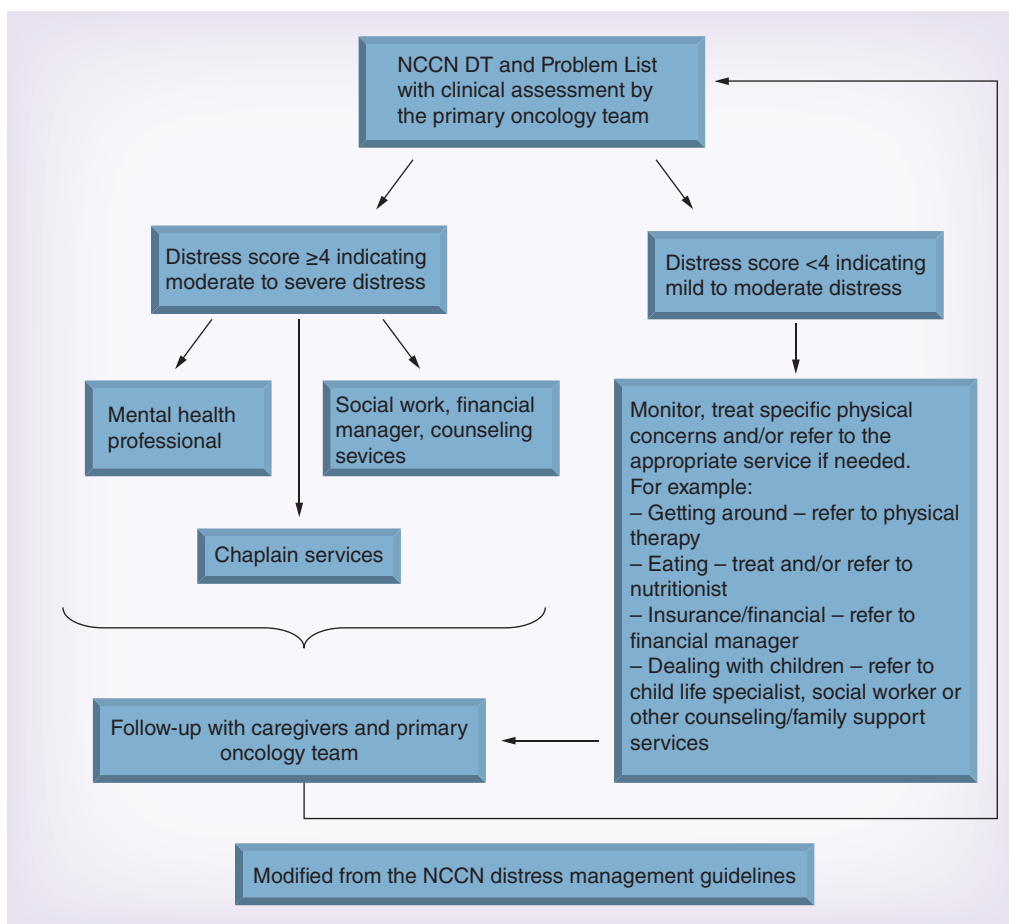 NCCN DT and Problem List
with clinical assessment by
the primary oncology team
Distress score ≥4 indicating
moderate to severe distress
Distress score <4 indicating
mild to moderate distress
Mental health
professional
Social work, financial
manager, counseling
sevices
Chaplain services
Monitor, treat specific physical
concerns and/or refer to the
appropriate service if needed.
For example:
– Getting around – refer to physical
therapy
– Eating – treat and/or refer to
nutritionist
– Insurance/financial – refer to
financial manager
– Dealing with children – refer to
child life specialist, social worker or
other counseling/family support
services
Follow-up with caregivers and primary
oncology team
Modified from the NCCN distress management guidelines